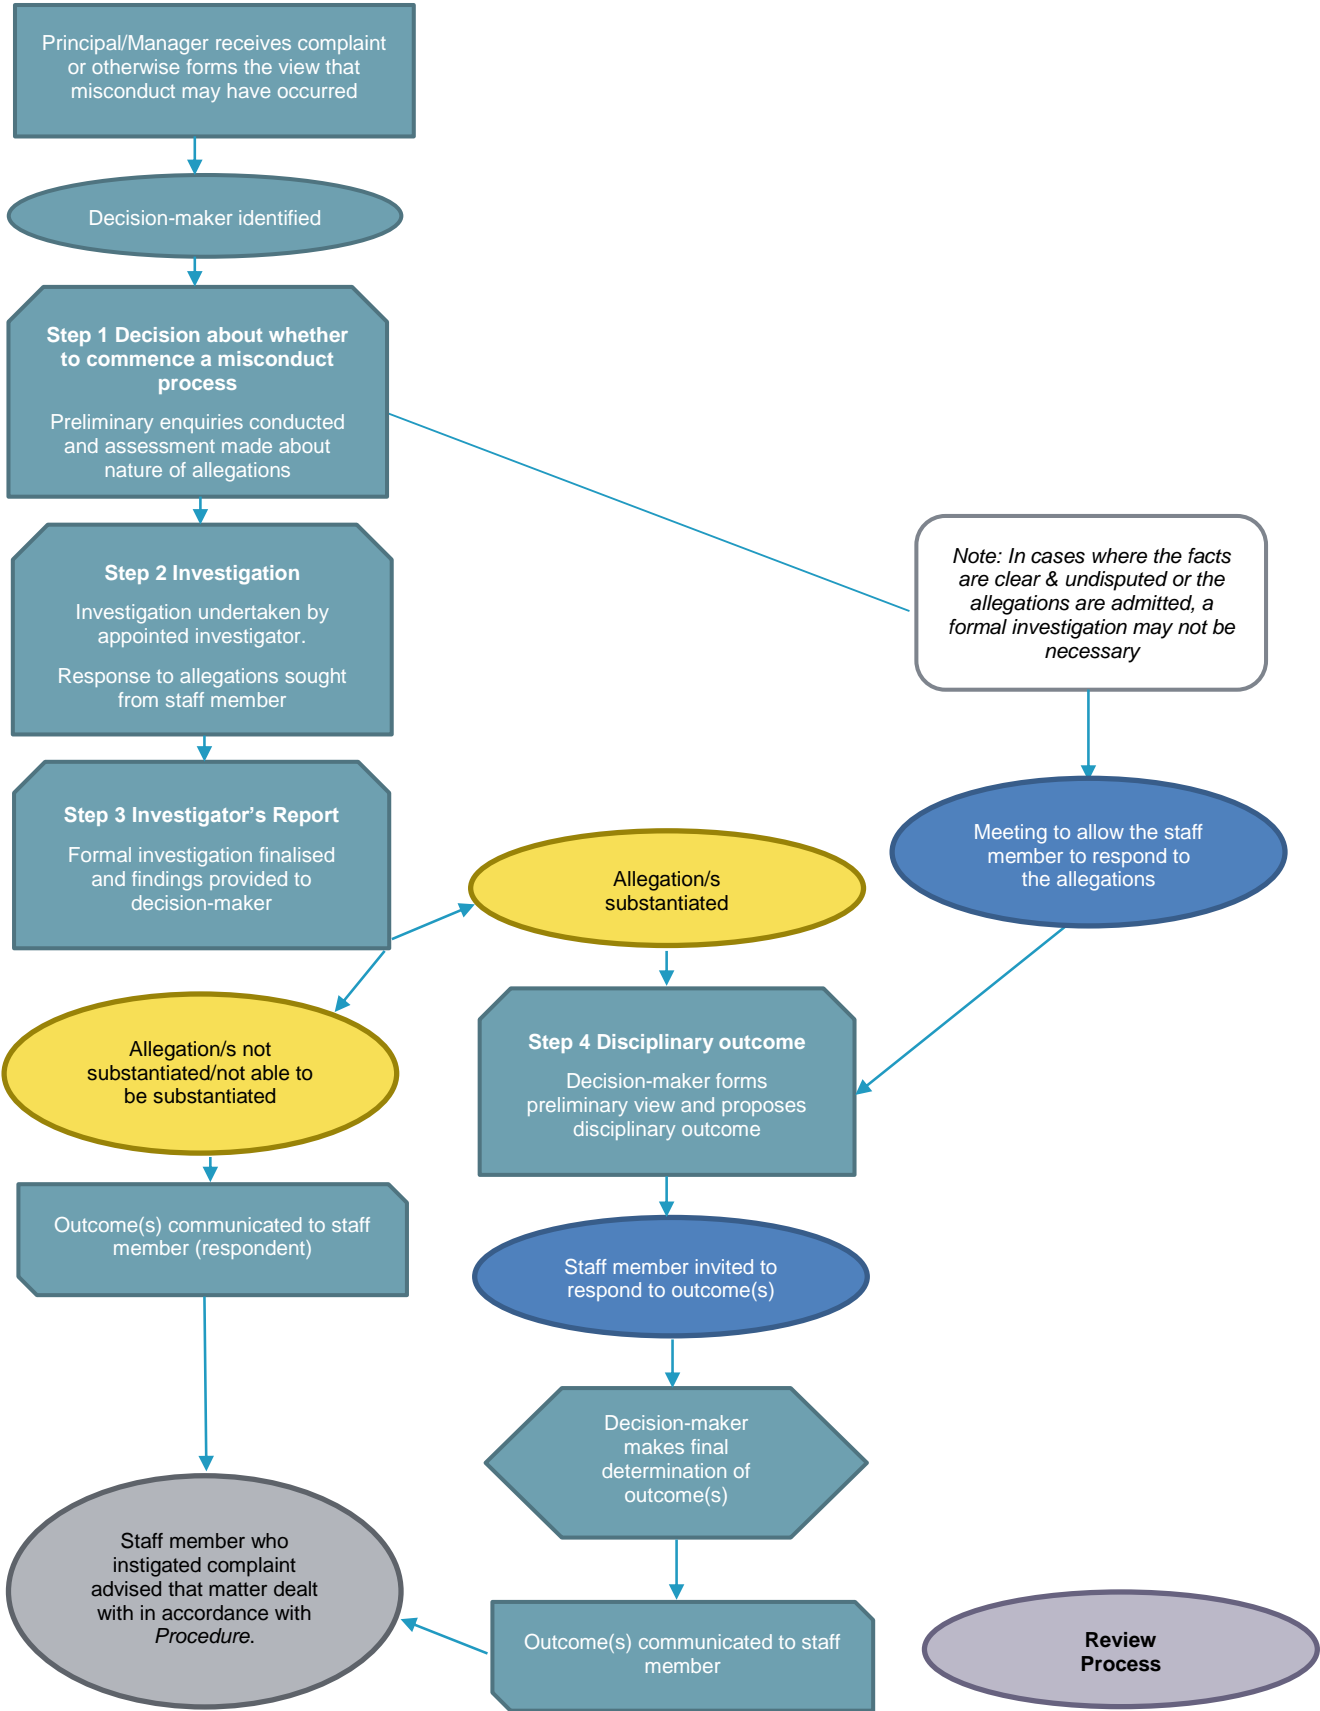 Principal/Manager receives complaint
or otherwise forms the view that
misconduct may have occurred
Decision-maker identified
Step 1 Decision about whether
to commence a misconduct
process
Preliminary enquiries conducted
and assessment made about
nature of allegations
Step 2 Investigation
Investigation undertaken by
appointed investigator.
Response to allegations sought
from staff member
Note: In cases where the facts
are clear & undisputed or the
allegations are admitted, a
formal investigation may not be
necessary
Step 3 Investigator’s Report
Formal investigation finalised
and findings provided to
decision-maker
Allegation/s
substantiated
Meeting to allow the staff
member to respond to
the allegations
Allegation/s not
substantiated/not able to
be substantiated
Step 4 Disciplinary outcome
Decision-maker forms
preliminary view and proposes
disciplinary outcome
Outcome(s) communicated to staff
member (respondent)
Staff member invited to
respond to outcome(s)
Decision-maker
makes final
determination of
outcome(s)
Staff member who
instigated complaint
advised that matter dealt
with in accordance with
Procedure.
Outcome(s) communicated to staff
member
Review
Process